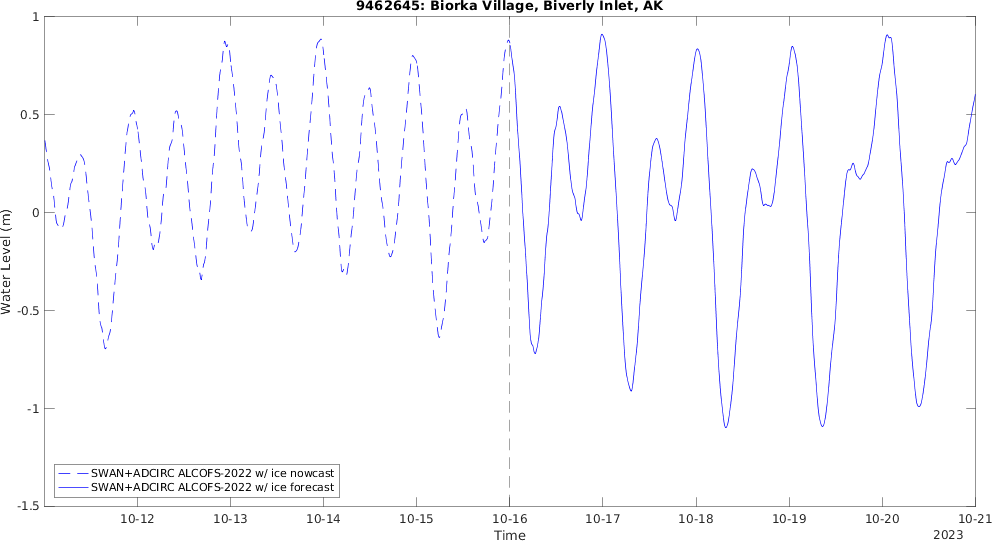 9462645: Biorka Village, Biverly Inlet, AK
Water Level (m)
1
0.5
0
-0.5
-1
-1.5
SWAN+ADCIRC ALCOFS-2022 w/ ice nowcast
SWAN+ADCIRC ALCOFS-2022 w/ ice forecast
10-12 10-13 10-14 10-15 10-16 10-17 10-18 10-19 10-20 10-21
Time
2023